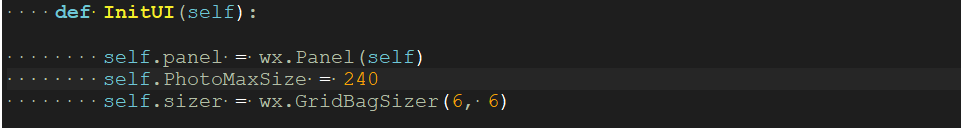 def InitUI(self):
self.panel = wx.Panel(self)
self.PhotoMaxSize = 240
self.sizer = wx.GridBagSizer(6, 6)